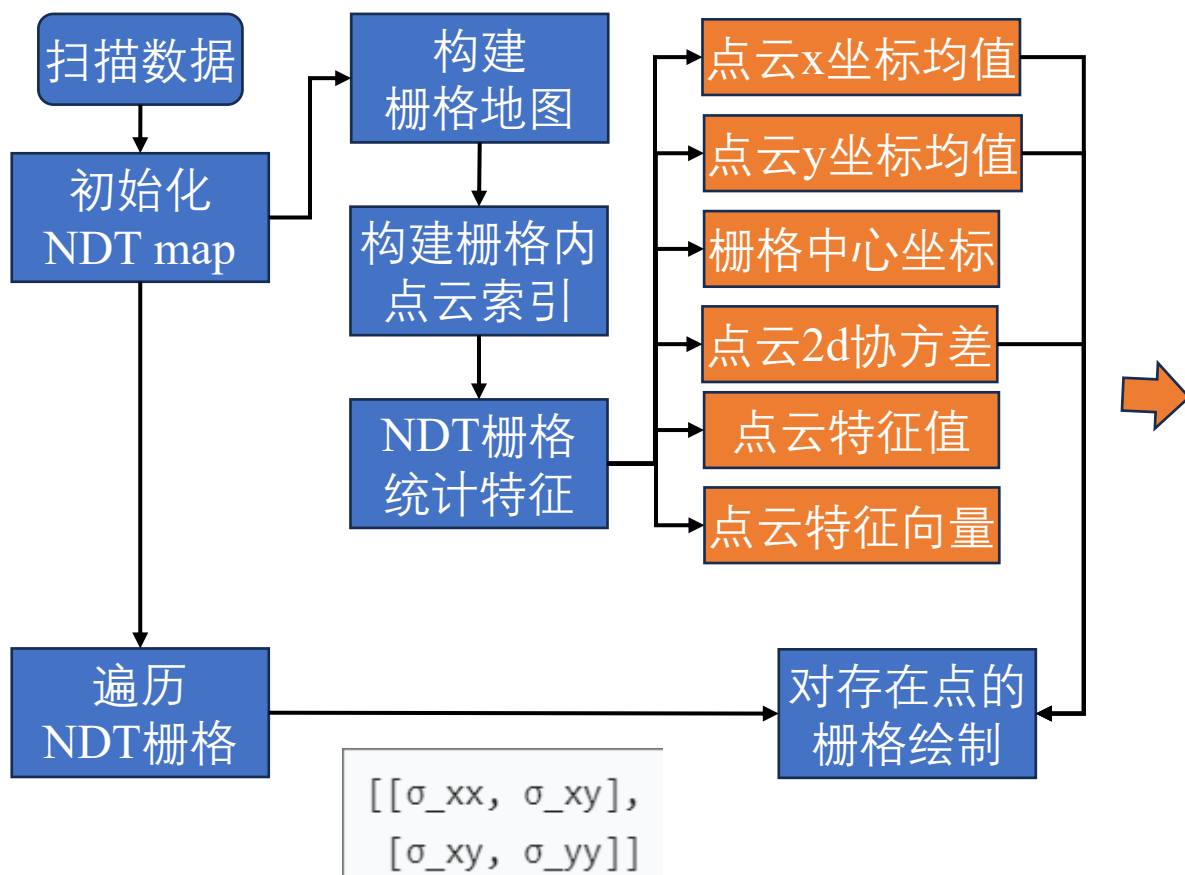 扫描数据
初始化
NDT map
构建
栅格地图
构建栅格内
点云索引
NDT栅格
统计特征
点云x坐标均值
点云y坐标均值
栅格中心坐标
点云2d协方差
点云特征值
点云特征向量
遍历
NDT栅格
对存在点的
栅格绘制
[[σ_xx, σ_xy],
[σ_xy, σ_yy]]